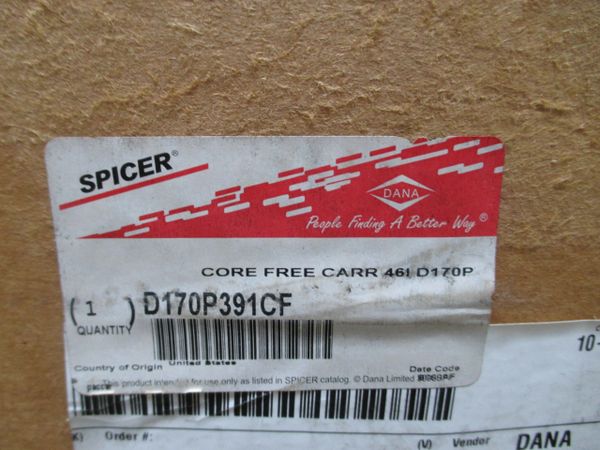 SPICER®
DANA
People Finding A Better Way ®
CORE FREE CARR 46 D170P
( 1 ) D170P391CF
QUANTITY
Country of Origin United States
Date Code
This product intended for use only as listed in SPICER catalog. © Dana Limited
10-
Order #:
(V) Vendor DANA